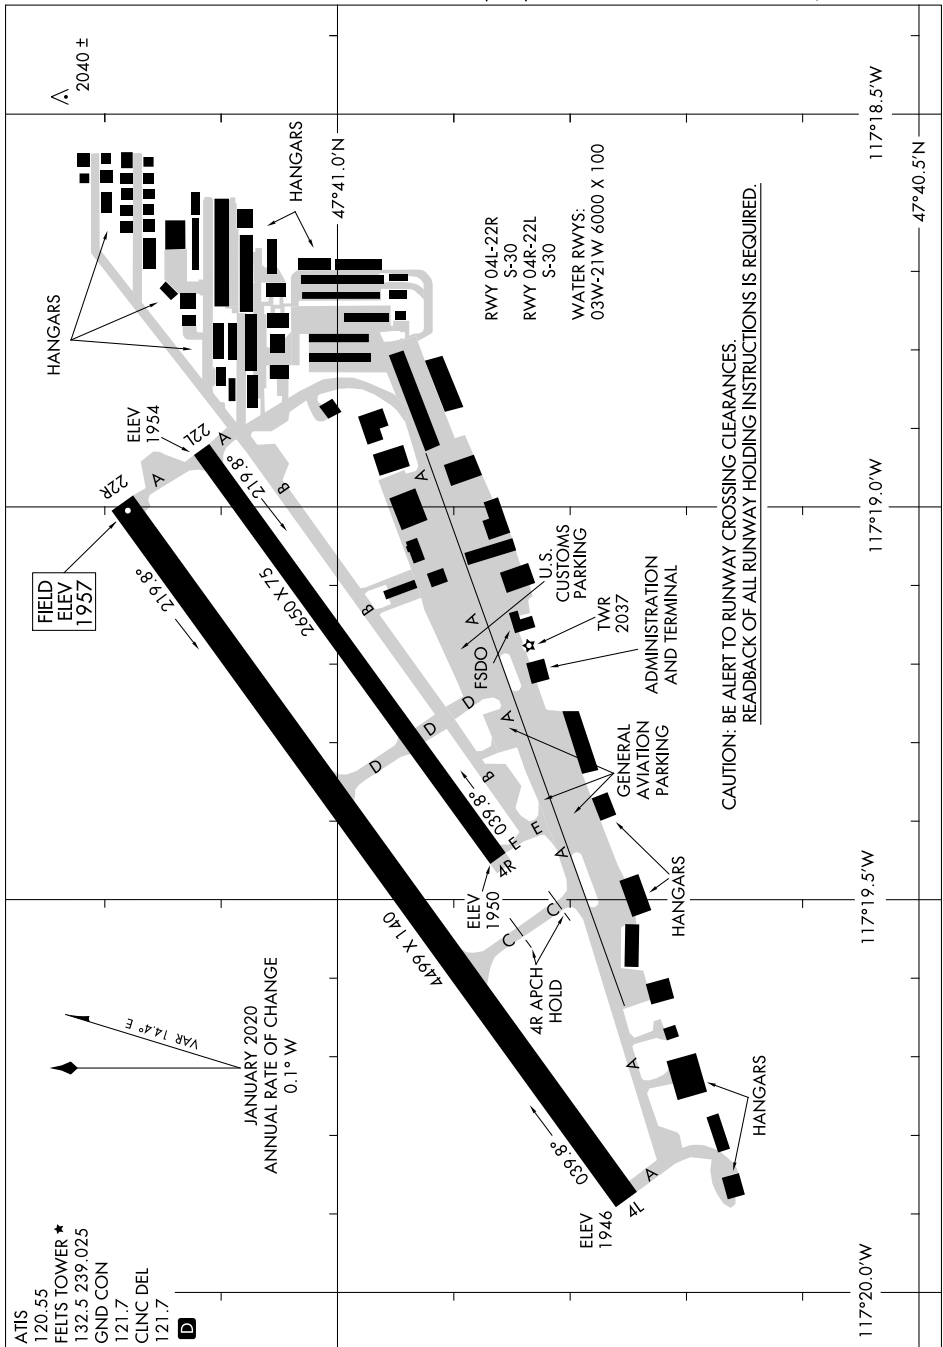 ATIS
120.55
FELTS TOWER ★
132.5 239.025
GND CON
121.7
CLNC DEL
121.7
D
VAR 14.4° E
JANUARY 2020
ANNUAL RATE OF CHANGE
0.1° W
FIELD
ELEV
1957
22R
A
219.8°
4499 X 140
039.8°
4L
ELEV
1946
A
ELEV
1954
22L
A
219.8°
2650 X 75
039.8°
4R
ELEV
1950
HANGARS
2040 ±
HANGARS
B
B
B
D
D
D
E
E
C
C
4R APCH
HOLD
A
A
A
A
A
U.S.
CUSTOMS
PARKING
FSDO
TWR
2037
ADMINISTRATION
AND TERMINAL
GENERAL
AVIATION
PARKING
HANGARS
HANGARS
RWY 04L-22R
S-30
RWY 04R-22L
S-30
WATER RWYS:
03W-21W 6000 X 100
CAUTION: BE ALERT TO RUNWAY CROSSING CLEARANCES.
READBACK OF ALL RUNWAY HOLDING INSTRUCTIONS IS REQUIRED.
47°41.0'N
47°40.5'N
117°20.0'W
117°19.5'W
117°19.0'W
117°18.5'W